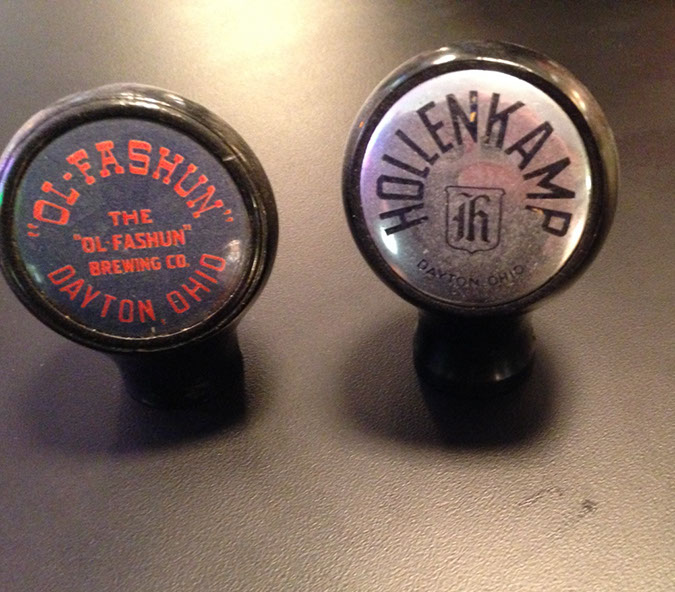 "OL-FASHUN"
THE
"OL-FASHUN"
BREWING CO.
DAYTON, OHIO
HOLLENKAMP
H
DAYTON OHIO